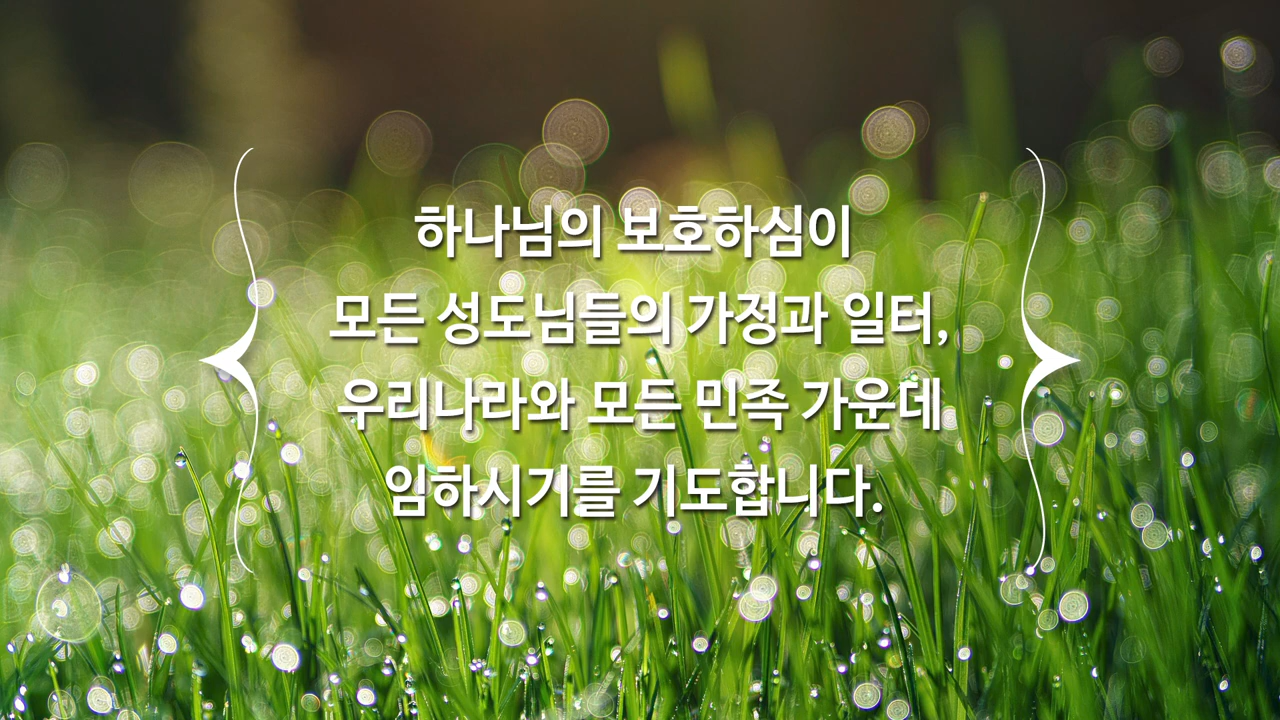 하나님의 보호하심이
모든 성도님들의 가정과 일터,
우리나라와 모든 민족 가운데
임하시기를 기도합니다.